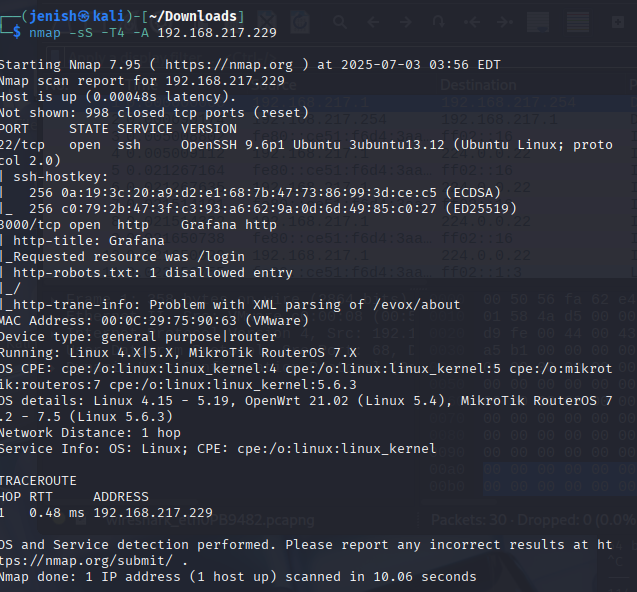 ┌──(jenish㉿kali)-[~/Downloads]
└─$ nmap -sS -T4 -A 192.168.217.229
Starting Nmap 7.95 ( https://nmap.org ) at 2025-07-03 03:56 EDT
Nmap scan report for 192.168.217.229
Host is up (0.00048s latency).
Not shown: 998 closed tcp ports (reset)
PORT     STATE SERVICE VERSION
22/tcp   open  ssh     OpenSSH 9.6p1 Ubuntu 3ubuntu13.12 (Ubuntu Linux; proto
col 2.0)
| ssh-hostkey:
|   256 0a:19:3c:20:a9:d2:e1:68:7b:47:73:86:99:3d:ce:c5 (ECDSA)
|_  256 c0:79:2b:47:3f:c3:93:a6:62:9a:0d:6d:49:85:c0:27 (ED25519)
3000/tcp open  http    Grafana http
| http-title: Grafana
|_Requested resource was /login
| http-robots.txt: 1 disallowed entry
|_/
|_http-trane-info: Problem with XML parsing of /evox/about
MAC Address: 00:0C:29:75:90:63 (VMware)
Device type: general purpose|router
Running: Linux 4.X|5.X, MikroTik RouterOS 7.X
OS CPE: cpe:/o:linux:linux_kernel:4 cpe:/o:linux:linux_kernel:5 cpe:/o:mikrot
ik:routeros:7 cpe:/o:linux:linux_kernel:5.6.3
OS details: Linux 4.15 - 5.19, OpenWrt 21.02 (Linux 5.4), MikroTik RouterOS 7
.2 - 7.5 (Linux 5.6.3)
Network Distance: 1 hop
Service Info: OS: Linux; CPE: cpe:/o:linux:linux_kernel
TRACEROUTE
HOP RTT     ADDRESS
1   0.48 ms 192.168.217.229
OS and Service detection performed. Please report any incorrect results at ht
tps://nmap.org/submit/ .
Nmap done: 1 IP address (1 host up) scanned in 10.06 seconds